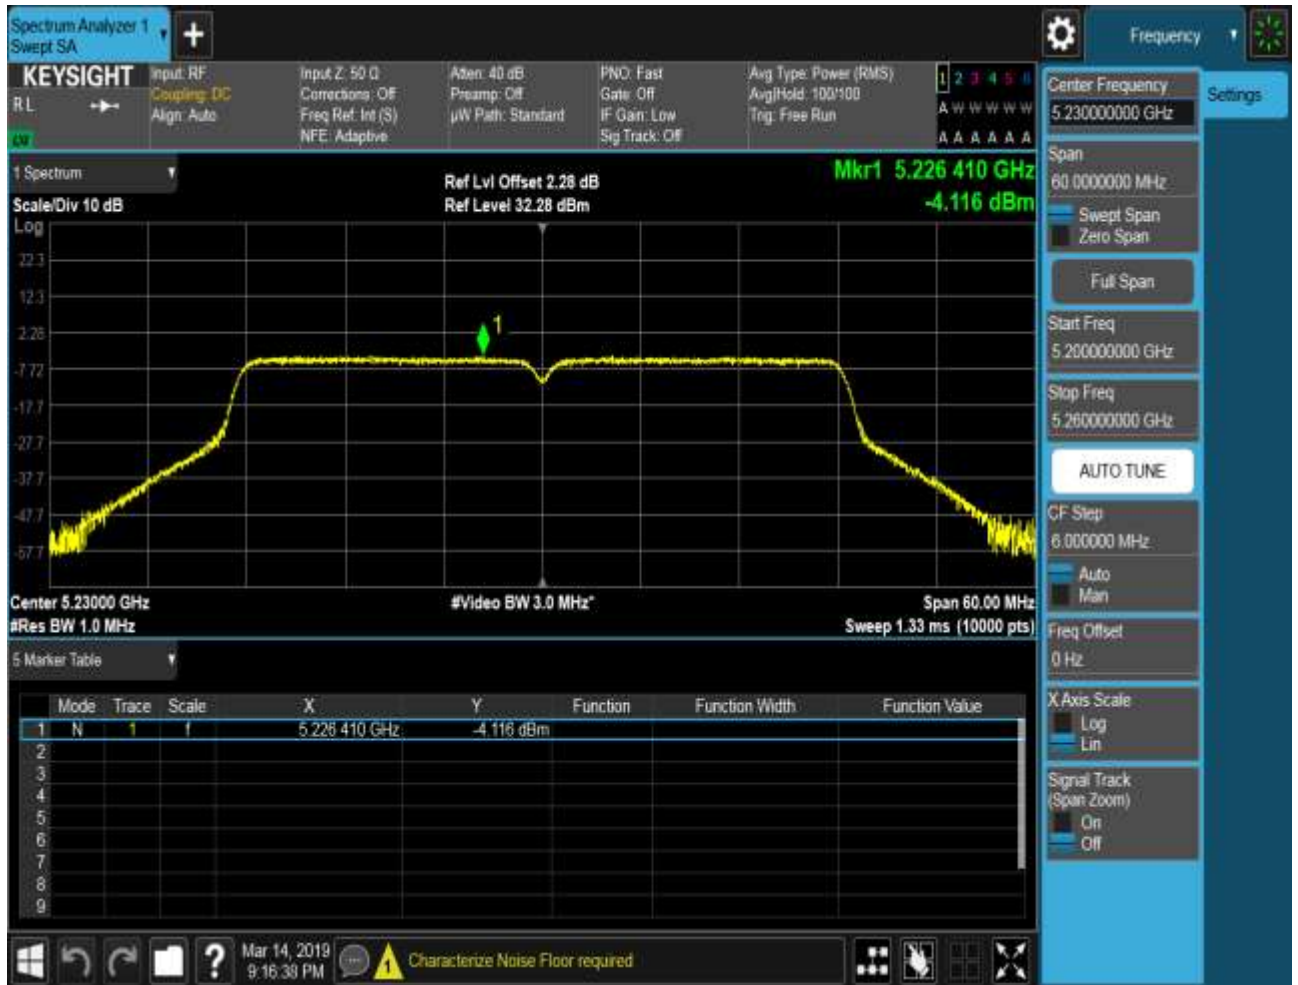 Spectrum Analyzer 1
Swept SA
Frequency
KEYSIGHT
R L
Input: RF
Coupling: DC
Align: Auto
Input Z: 50 Ω
Corrections: Off
Freq Ref: Int (S)
NFE: Adaptive
Atten: 40 dB
Preamp: Off
µW Path: Standard
PNO: Fast
Gate: Off
IF Gain: Low
Sig Track: Off
Avg Type: Power (RMS)
Avg|Hold: 100/100
Trig: Free Run
1 2 3 4 5 6
A W W W W W
A A A A A A
Center Frequency
5.230000000 GHz
Settings
Span
60.0000000 MHz
Swept Span
Zero Span
Full Span
Start Freq
5.200000000 GHz
Stop Freq
5.260000000 GHz
AUTO TUNE
CF Step
6.000000 MHz
Auto
Man
Freq Offset
0 Hz
X Axis Scale
Log
Lin
Signal Track
(Span Zoom)
On
Off
1 Spectrum
Scale/Div 10 dB
Log
Ref Lvl Offset 2.28 dB
Ref Level 32.28 dBm
Mkr1 5.226 410 GHz
-4.116 dBm
22.3
12.3
2.28
-7.72
-17.7
-27.7
-37.7
-47.7
-57.7
1
Center 5.23000 GHz
#Res BW 1.0 MHz
#Video BW 3.0 MHz*
Span 60.00 MHz
Sweep 1.33 ms (10000 pts)
5 Marker Table
Mode Trace Scale X Y Function Function Width Function Value
1 N 1 f 5.226 410 GHz -4.116 dBm
2
3
4
5
6
7
8
9
Mar 14, 2019
9:16:38 PM
Characterize Noise Floor required